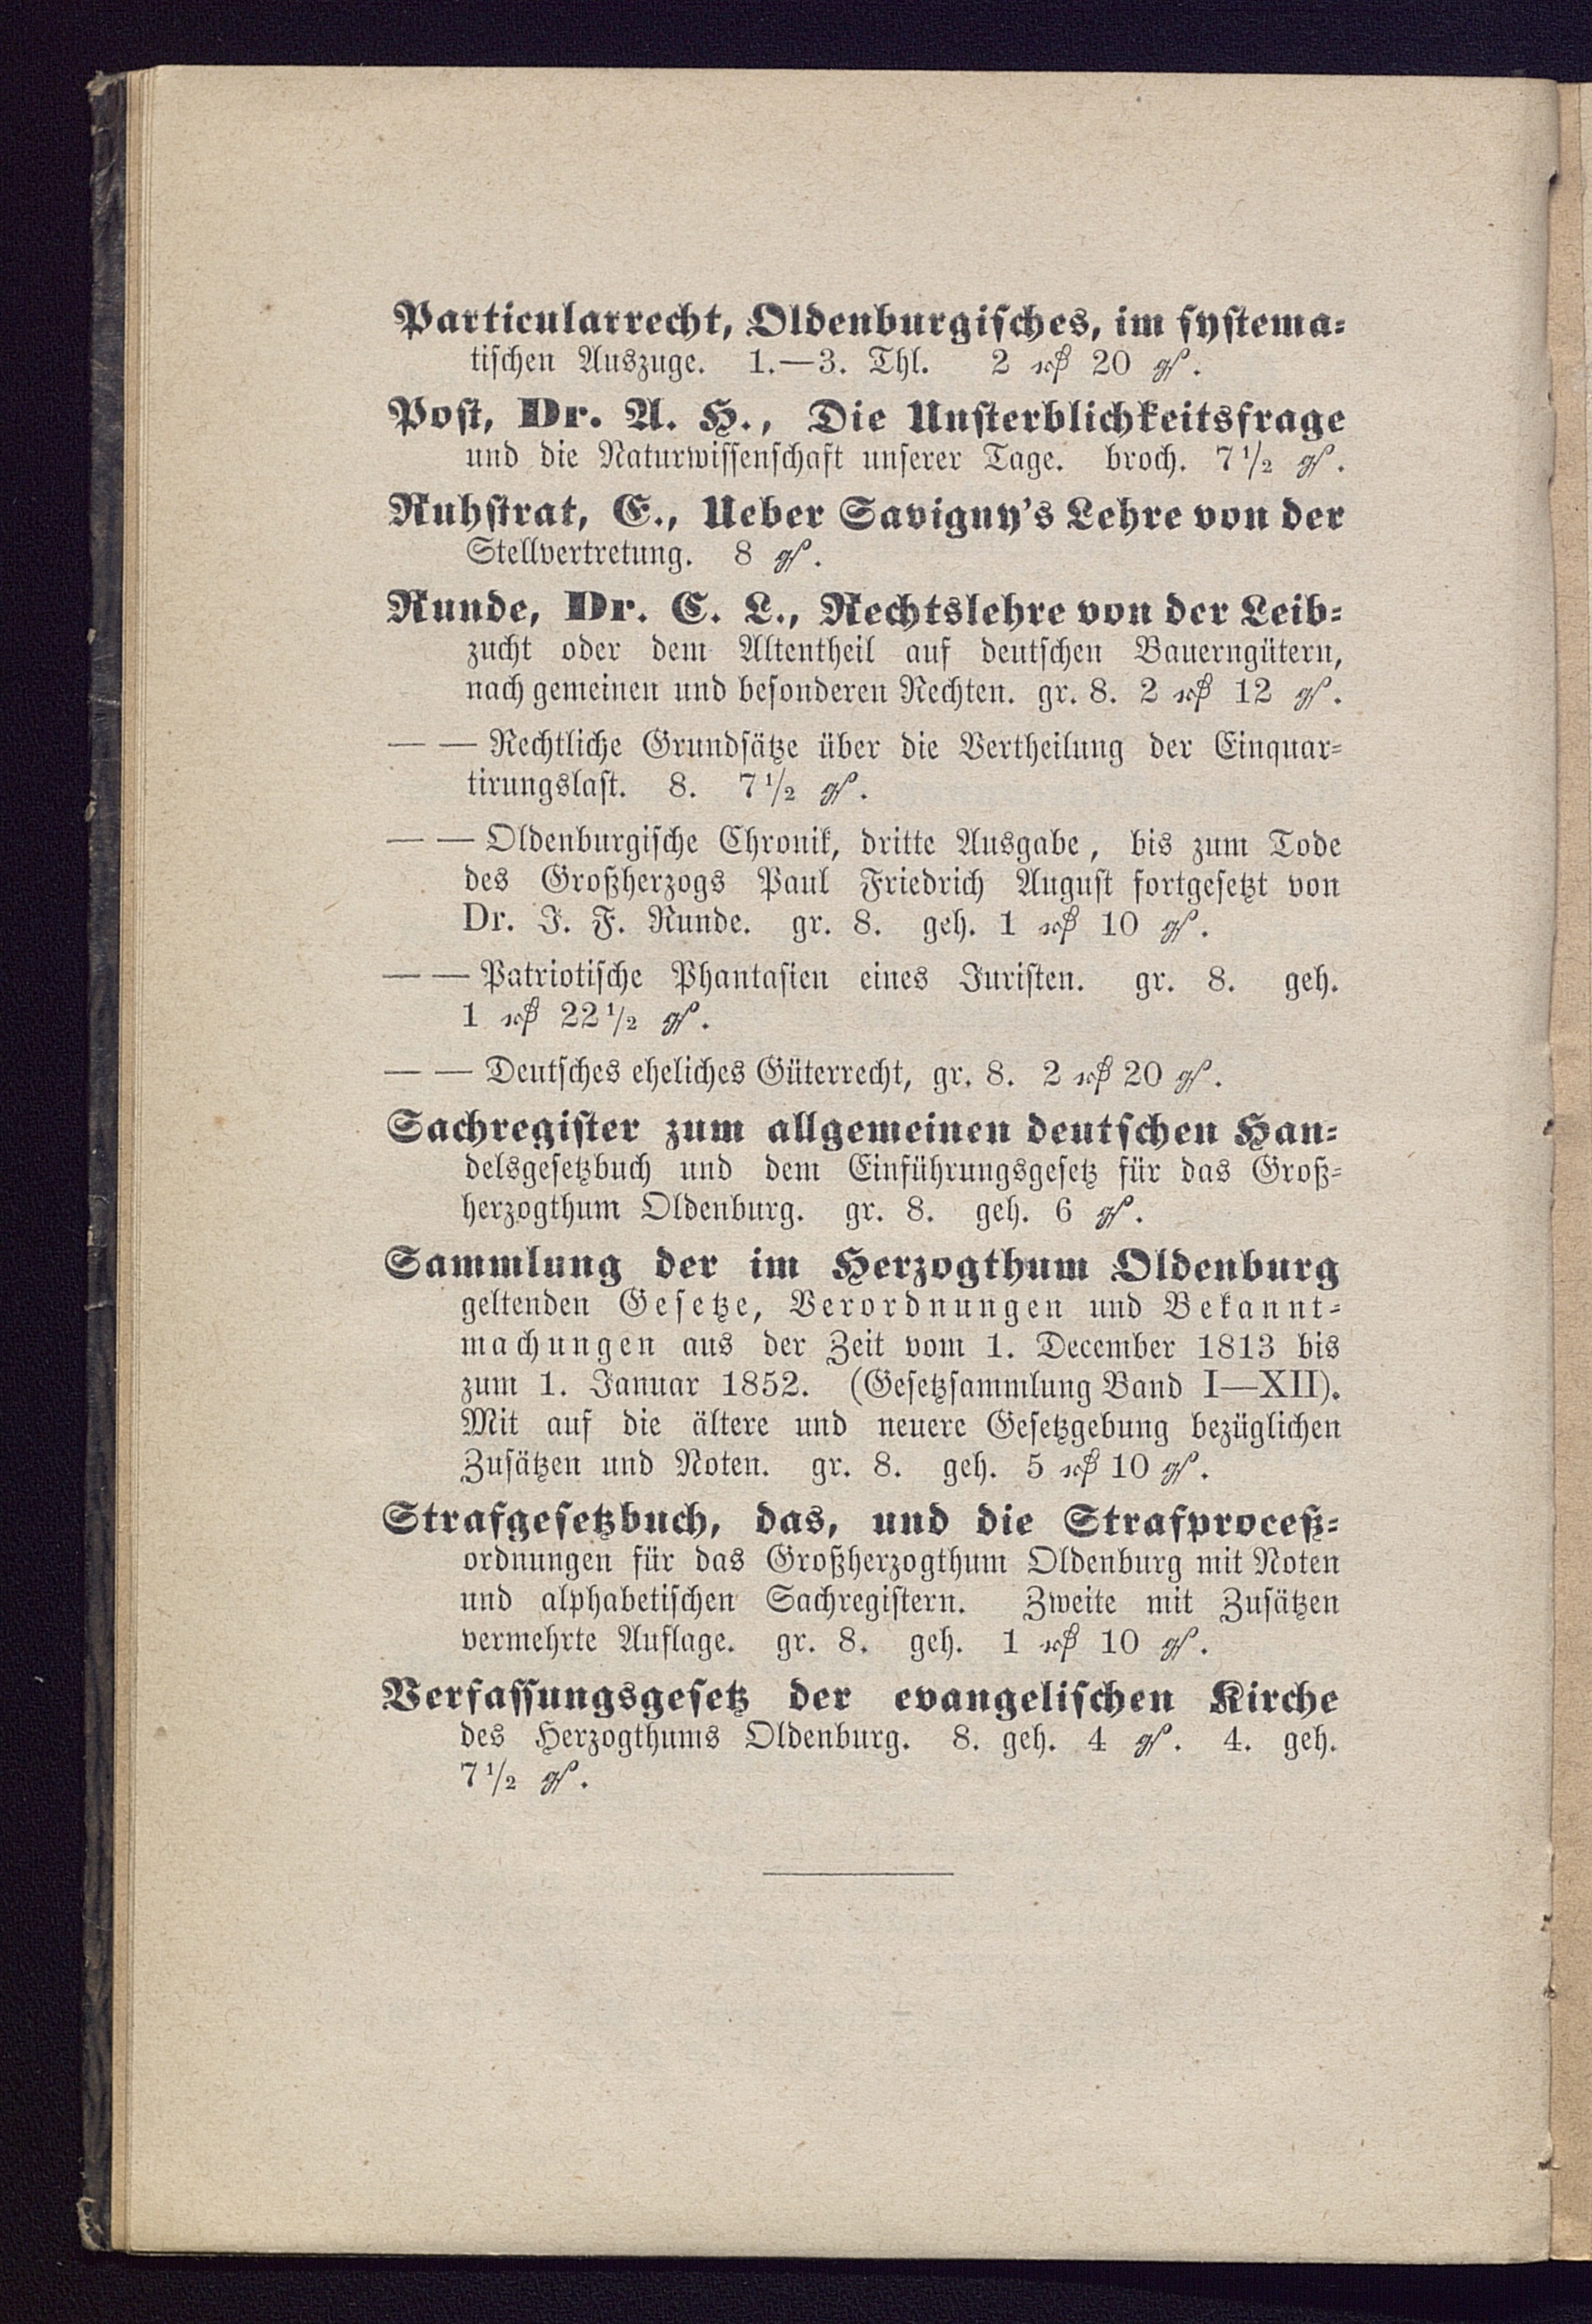 Particularrecht, Oldenburgisches, im systema-
tischen Auszuge. 1.—3. Thl. 2 ₰ 20 gr.
Post, Dr. A. H., Die Unsterblichkeitsfrage
und die Naturwissenschaft unserer Tage. broch. 7½ gr.
Ruhstrat, E., Ueber Savigny's Lehre von der
Stellvertretung. 8 gr.
Runde, Dr. C. L., Rechtslehre von der Leib-
zucht oder dem Altentheil auf deutschen Bauerngütern,
nach gemeinen und besonderen Rechten. gr. 8. 2 ₰ 12 gr.
— — Rechtliche Grundsätze über die Vertheilung der Einquar-
tirungslast. 8. 7½ gr.
— — Oldenburgische Chronik, dritte Ausgabe, bis zum Tode
des Großherzogs Paul Friedrich August fortgesetzt von
Dr. J. F. Runde. gr. 8. geh. 1 ₰ 10 gr.
— — Patriotische Phantasien eines Juristen. gr. 8. geh.
1 ₰ 22½ gr.
— — Deutsches eheliches Güterrecht, gr. 8. 2 ₰ 20 gr.
Sachregister zum allgemeinen deutschen Han-
delsgesetzbuch und dem Einführungsgesetz für das Groß-
herzogthum Oldenburg. gr. 8. geh. 6 gr.
Sammlung der im Herzogthum Oldenburg
geltenden Gesetze, Verordnungen und Bekannt-
machungen aus der Zeit vom 1. December 1813 bis
zum 1. Januar 1852. (Gesetzsammlung Band I—XII).
Mit auf die ältere und neuere Gesetzgebung bezüglichen
Zusätzen und Noten. gr. 8. geh. 5 ₰ 10 gr.
Strafgesetzbuch, das, und die Strafproceß-
ordnungen für das Großherzogthum Oldenburg mit Noten
und alphabetischen Sachregistern. Zweite mit Zusätzen
vermehrte Auflage. gr. 8. geh. 1 ₰ 10 gr.
Verfassungsgesetz der evangelischen Kirche
des Herzogthums Oldenburg. 8. geh. 4 gr. 4. geh.
7½ gr.